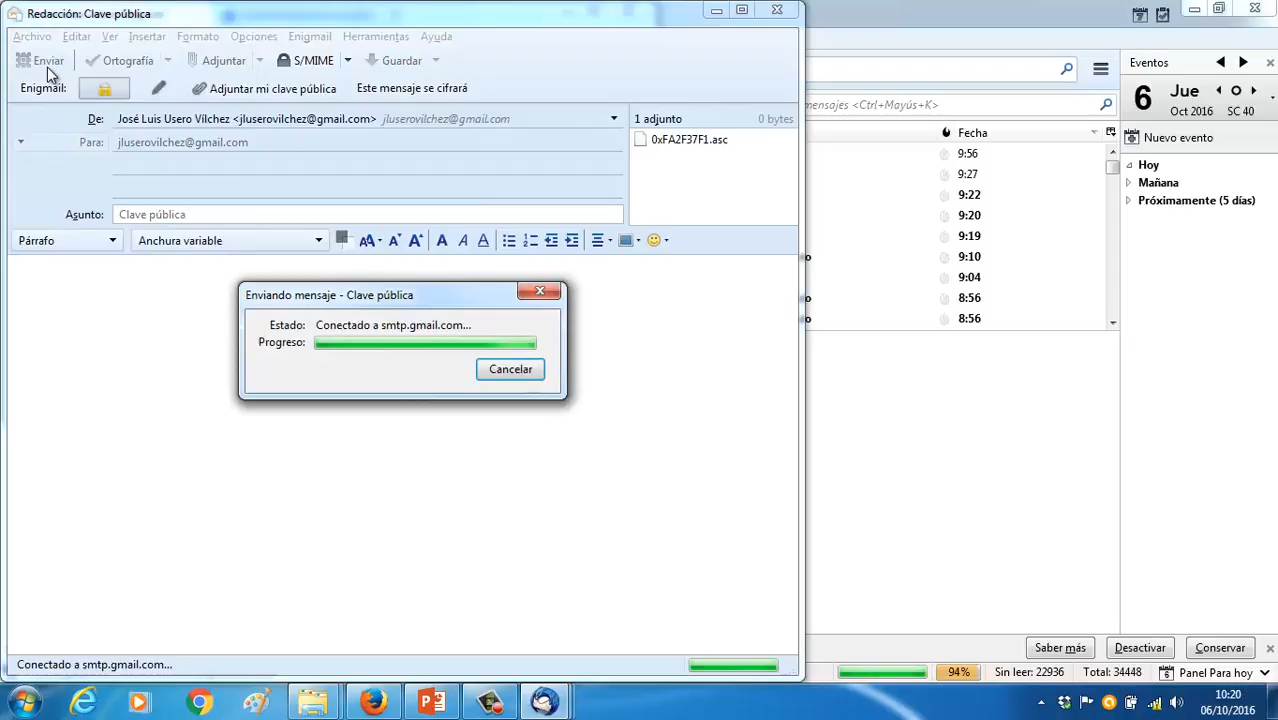 Redacción: Clave pública
Archivo Editar Ver Insertar Formato Opciones Enigmail Herramientas Ayuda
Enviar Ortografía Adjuntar S/MIME Guardar
Enigmail: Adjuntar mi clave pública Este mensaje se cifrará
De: José Luis Usero Vílchez <jluserovilchez@gmail.com> jluserovilchez@gmail.com
Para: jluserovilchez@gmail.com
Asunto: Clave pública
1 adjunto 0 bytes
0xFA2F37F1.asc
Párrafo Anchura variable
Enviando mensaje - Clave pública
Estado: Conectado a smtp.gmail.com...
Progreso:
Cancelar
Conectado a smtp.gmail.com...
mensajes <Ctrl+Mayús+K>
Fecha
9:56
9:27
9:22
9:20
9:19
o 9:10
9:04
o 8:56
o 8:56
Eventos
6 Jue
Oct 2016 SC 40
Nuevo evento
Hoy
Mañana
Próximamente (5 días)
Saber más Desactivar Conservar
94% Sin leer: 22936 Total: 34448 Panel Para hoy
10:20
06/10/2016